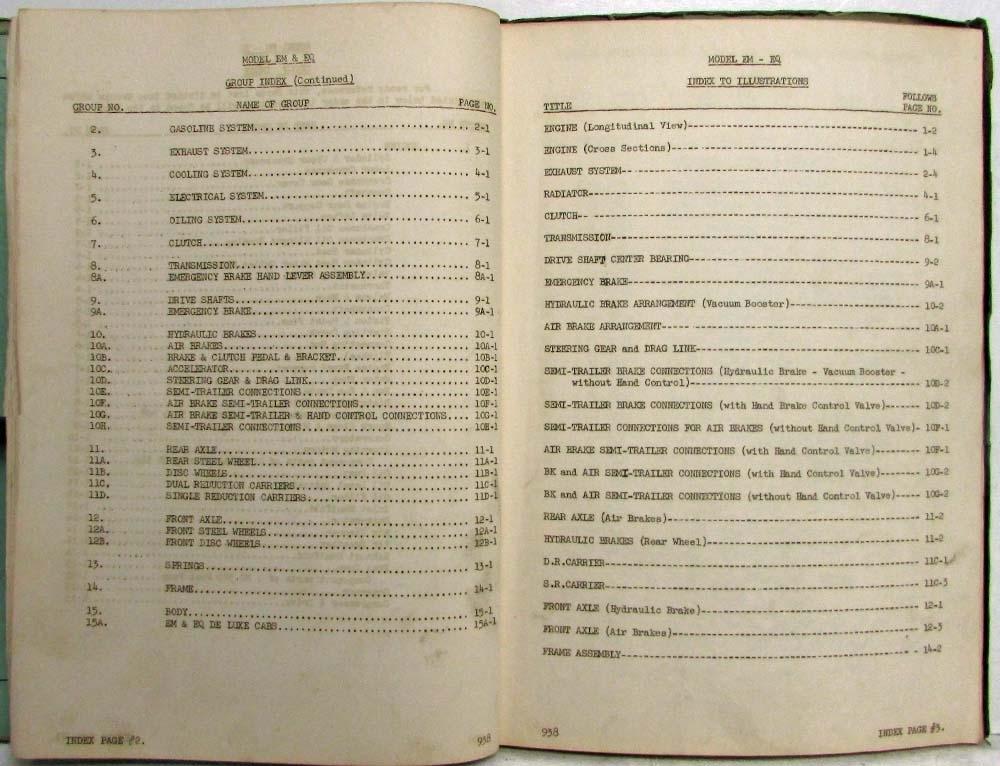 MODEL EM & EQ
GROUP INDEX (Continued)
GROUP NO. NAME OF GROUP PAGE NO.
2. GASOLINE SYSTEM 2-1
3. EXHAUST SYSTEM 3-1
4. COOLING SYSTEM 4-1
5. ELECTRICAL SYSTEM 5-1
6. OILING SYSTEM 6-1
7. CLUTCH 7-1
8. TRANSMISSION 8-1
8A. EMERGENCY BRAKE HAND LEVER ASSEMBLY 8A-1
9. DRIVE SHAFTS 9-1
9A. EMERGENCY BRAKE 9A-1
10. HYDRAULIC BRAKES 10-1
10A. AIR BRAKES 10A-1
10B. BRAKE & CLUTCH PEDAL & BRACKET 10B-1
10C. ACCELERATOR 10C-1
10D. STEERING GEAR & DRAG LINK 10D-1
10E. SEMI-TRAILER CONNECTIONS 10E-1
10F. AIR BRAKE SEMI-TRAILER CONNECTIONS 10F-1
10G. AIR BRAKE SEMI-TRAILER & HAND CONTROL CONNECTIONS 10G-1
10H. SEMI-TRAILER CONNECTIONS 10H-1
11. REAR AXLE 11-1
11A. REAR STEEL WHEEL 11A-1
11B. DISC WHEELS 11B-1
11C. DUAL REDUCTION CARRIERS 11C-1
11D. SINGLE REDUCTION CARRIERS 11D-1
12. FRONT AXLE 12-1
12A. FRONT STEEL WHEELS 12A-1
12B. FRONT DISC WHEELS 12B-1
13. SPRINGS 13-1
14. FRAME 14-1
15. BODY 15-1
15A. EM & EQ DE LUXE CABS 15A-1
INDEX PAGE #2. 938
MODEL EM - EQ
INDEX TO ILLUSTRATIONS
FOLLOWS
TITLE PAGE NO.
ENGINE (Longitudinal View) 1-2
ENGINE (Cross Sections) 1-4
EXHAUST SYSTEM 2-4
RADIATOR 4-1
CLUTCH 6-1
TRANSMISSION 8-1
DRIVE SHAFT CENTER BEARING 9-2
EMERGENCY BRAKE 9A-1
HYDRAULIC BRAKE ARRANGEMENT (Vacuum Booster) 10-2
AIR BRAKE ARRANGEMENT 10A-1
STEERING GEAR and DRAG LINK 10C-1
SEMI-TRAILER BRAKE CONNECTIONS (Hydraulic Brake - Vacuum Booster -
without Hand Control) 10D-2
SEMI-TRAILER BRAKE CONNECTIONS (with Hand Brake Control Valve) 10D-2
SEMI-TRAILER CONNECTIONS FOR AIR BRAKES (without Hand Control Valve)- 10F-1
AIR BRAKE SEMI-TRAILER CONNECTIONS (with Hand Control Valve) 10F-1
BK and AIR SEMI-TRAILER CONNECTIONS (with Hand Control Valve) 10G-2
BK and AIR SEMI-TRAILER CONNECTIONS (without Hand Control Valve) 10G-2
REAR AXLE (Air Brakes) 11-2
HYDRAULIC BRAKES (Rear Wheel) 11-2
D.R.CARRIER 11C-1
S.R.CARRIER 11C-3
FRONT AXLE (Hydraulic Brake) 12-1
FRONT AXLE (Air Brakes) 12-3
FRAME ASSEMBLY 14-2
938 INDEX PAGE #3.